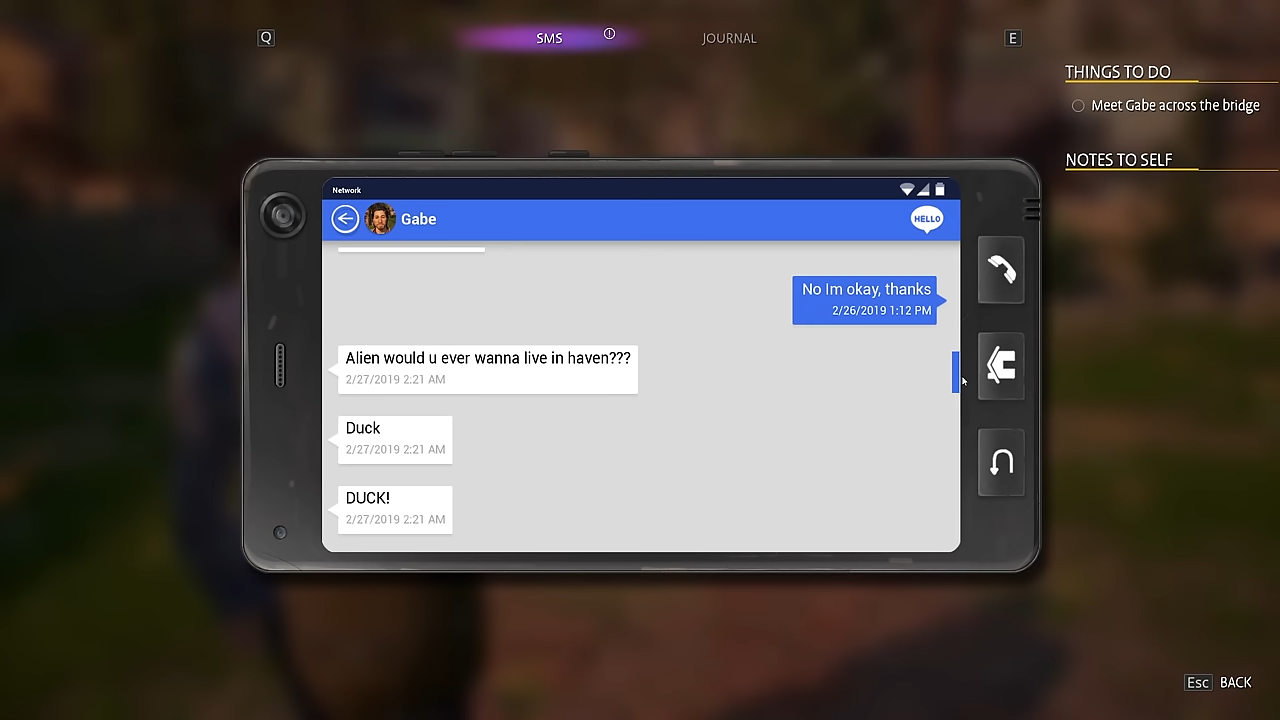 Q
SMS
JOURNAL
E
THINGS TO DO
Meet Gabe across the bridge
NOTES TO SELF
Network
Gabe
HELLO
No Im okay, thanks
2/26/2019 1:12 PM
Alien would u ever wanna live in haven???
2/27/2019 2:21 AM
Duck
2/27/2019 2:21 AM
DUCK!
2/27/2019 2:21 AM
Esc BACK